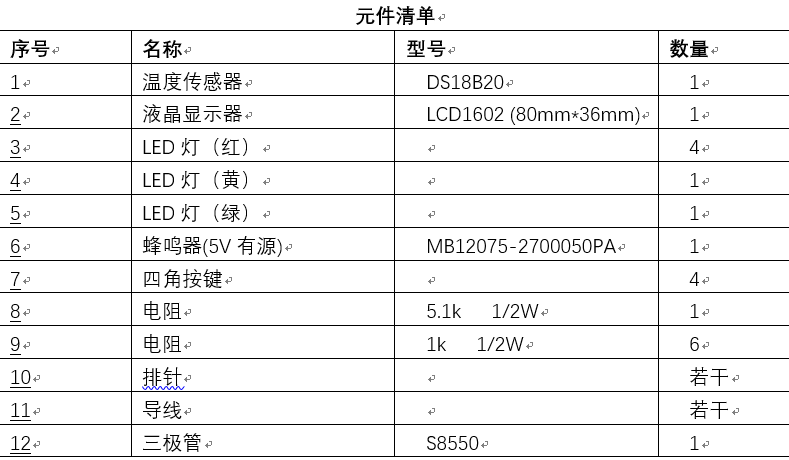 元件清单
序号 名称 型号 数量
1 温度传感器 DS18B20 1
2 液晶显示器 LCD1602 (80mm*36mm) 1
3 LED 灯（红） 4
4 LED 灯（黄） 1
5 LED 灯（绿） 1
6 蜂鸣器(5V 有源) MB12075-2700050PA 1
7 四角按键 4
8 电阻 5.1k 1/2W 1
9 电阻 1k 1/2W 6
10 排针 若干
11 导线 若干
12 三极管 S8550 1